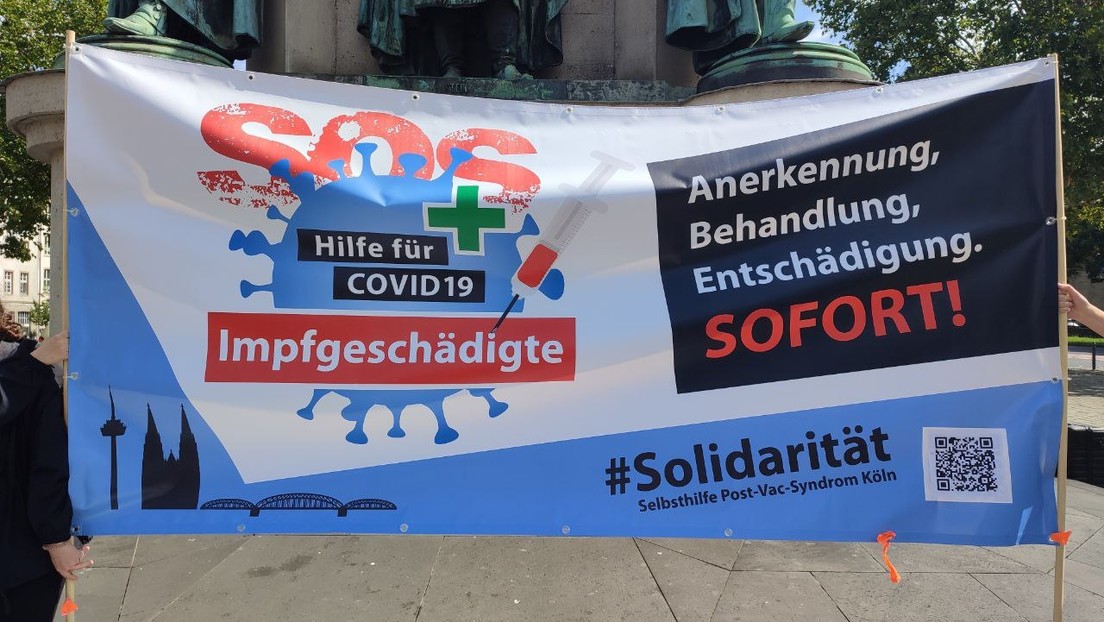 SOS
Hilfe für
COVID19
Impfgeschädigte
Anerkennung,
Behandlung,
Entschädigung.
SOFORT!
#Solidarität
Selbsthilfe Post-Vac-Syndrom Köln